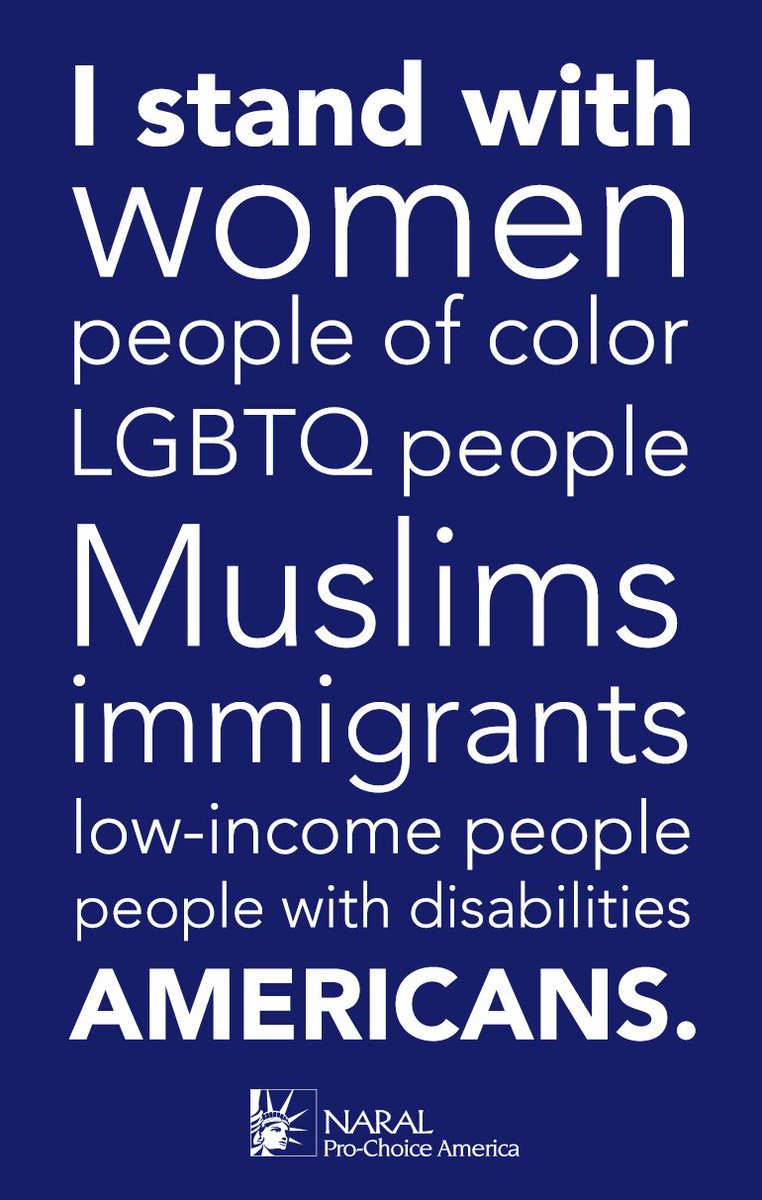 I stand with
women
people of color
LGBTQ people
Muslims
immigrants
low-income people
people with disabilities
AMERICANS.
NARAL
Pro-Choice America